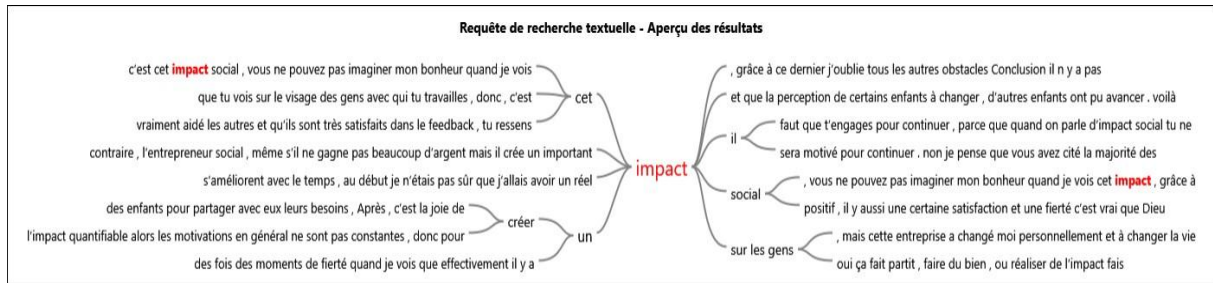 Requête de recherche textuelle - Aperçu des résultats
c'est cet impact social , vous ne pouvez pas imaginer mon bonheur quand je vois
que tu vois sur le visage des gens avec qui tu travailles , donc , c'est
cet
vraiment aidé les autres et qu'ils sont très satisfaits dans le feedback , tu ressens
contraire , l'entrepreneur social , même s'il ne gagne pas beaucoup d'argent mais il crée un important
s'améliorent avec le temps , au début je n'étais pas sûr que j'allais avoir un réel
des enfants pour partager avec eux leurs besoins , Après , c'est la joie de
créer
l'impact quantifiable alors les motivations en général ne sont pas constantes , donc pour
un
des fois des moments de fierté quand je vois que effectivement il y a
impact
, grâce à ce dernier j'oublie tous les autres obstacles Conclusion il n y a pas
et que la perception de certains enfants à changer , d'autres enfants ont pu avancer . voilà
il
faut que t'engages pour continuer , parce que quand on parle d'impact social tu ne
sera motivé pour continuer . non je pense que vous avez cité la majorité des
social
, vous ne pouvez pas imaginer mon bonheur quand je vois cet impact , grâce à
positif , il y aussi une certaine satisfaction et une fierté c'est vrai que Dieu
sur les gens
, mais cette entreprise a changé moi personnellement et à changer la vie
oui ça fait partit , faire du bien , ou réaliser de l'impact fais